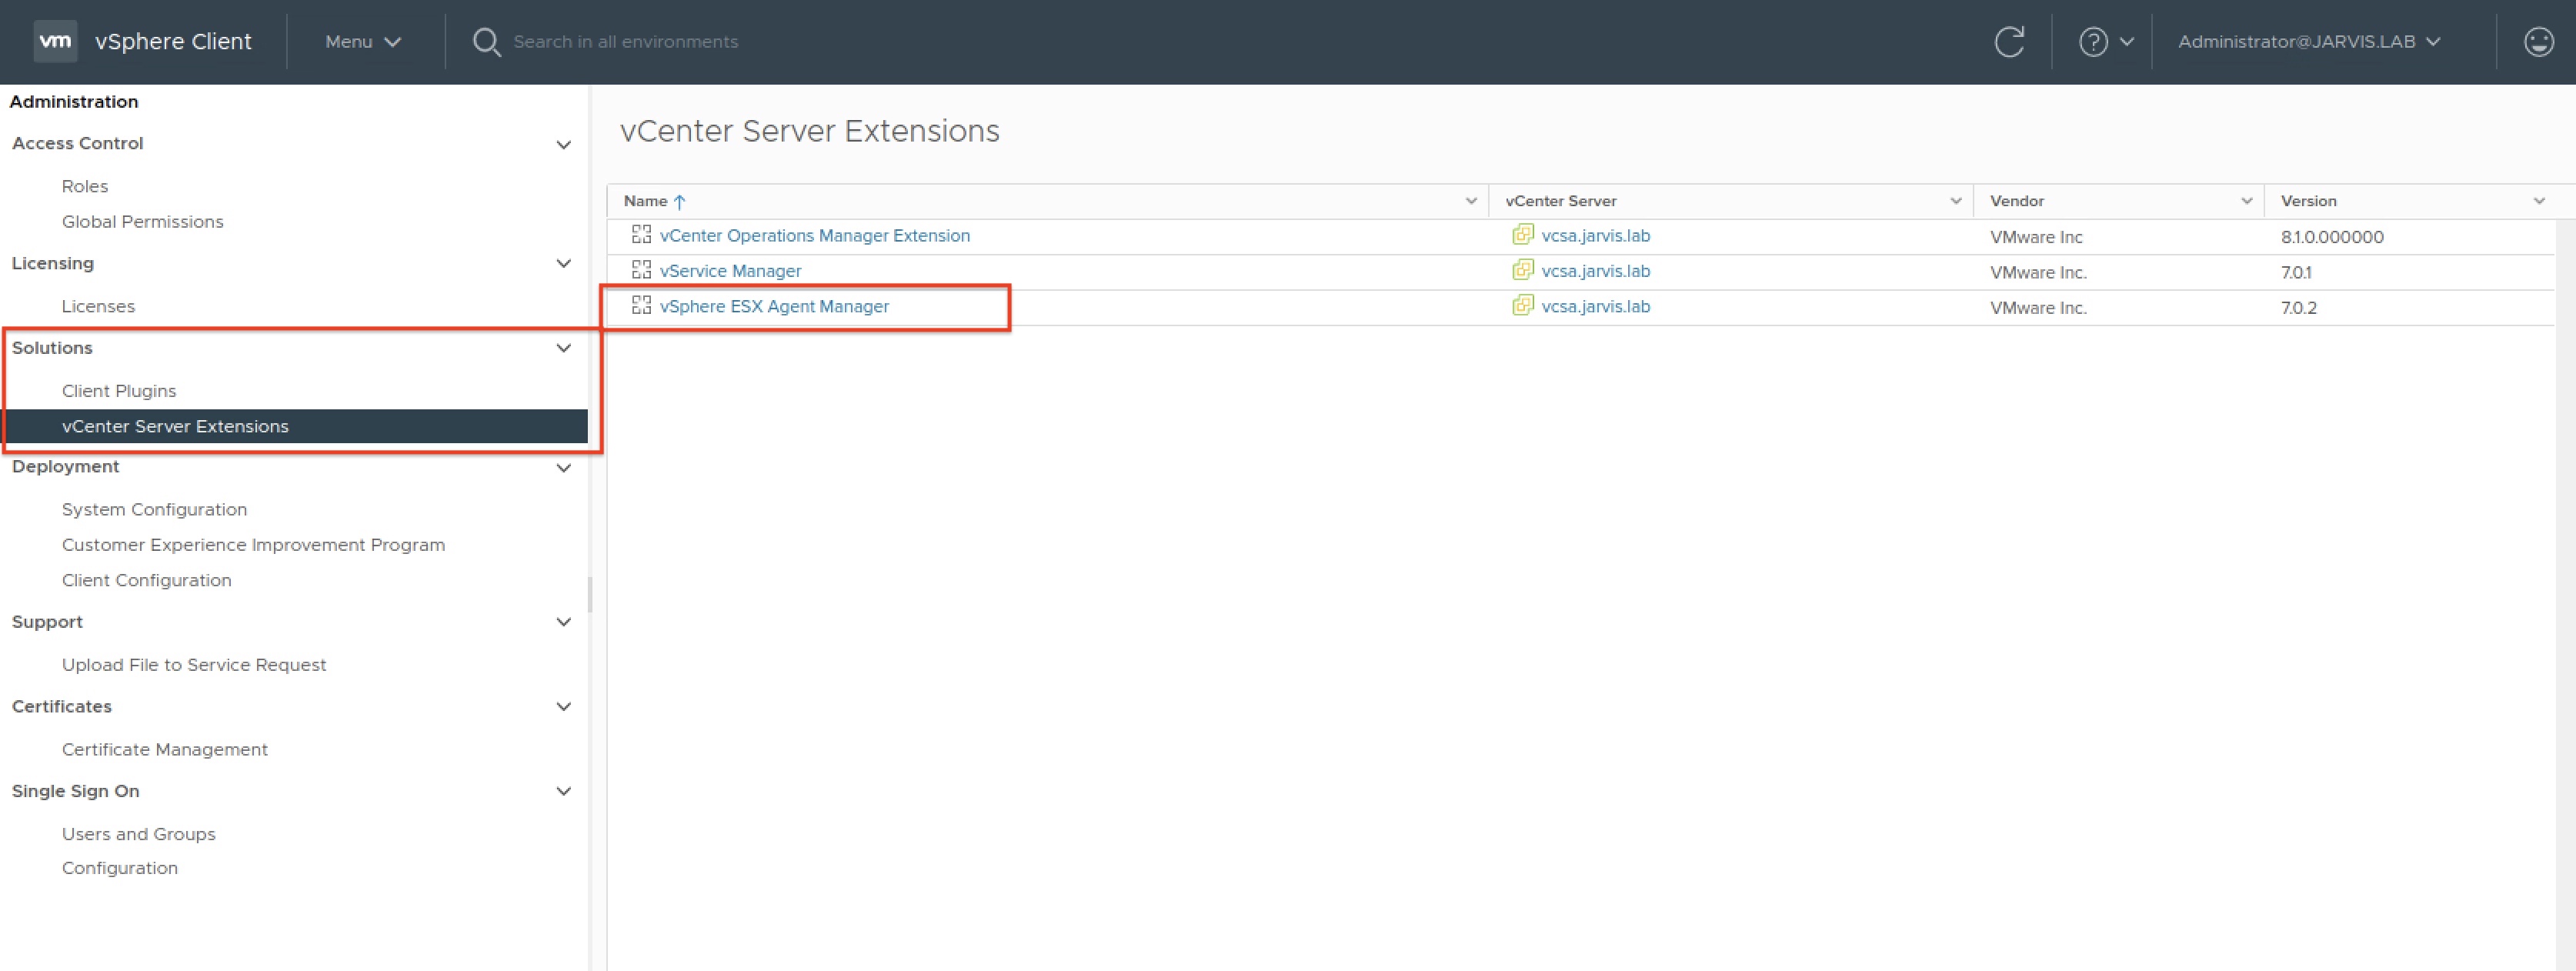 vm vSphere Client Menu Search in all environments ? Administrator@JARVIS.LAB
Administration
Access Control
Roles
Global Permissions
Licensing
Licenses
Solutions
Client Plugins
vCenter Server Extensions
Deployment
System Configuration
Customer Experience Improvement Program
Client Configuration
Support
Upload File to Service Request
Certificates
Certificate Management
Single Sign On
Users and Groups
Configuration
vCenter Server Extensions
Name vCenter Server Vendor Version
vCenter Operations Manager Extension vcsa.jarvis.lab VMware Inc 8.1.0.000000
vService Manager vcsa.jarvis.lab VMware Inc. 7.0.1
vSphere ESX Agent Manager vcsa.jarvis.lab VMware Inc. 7.0.2